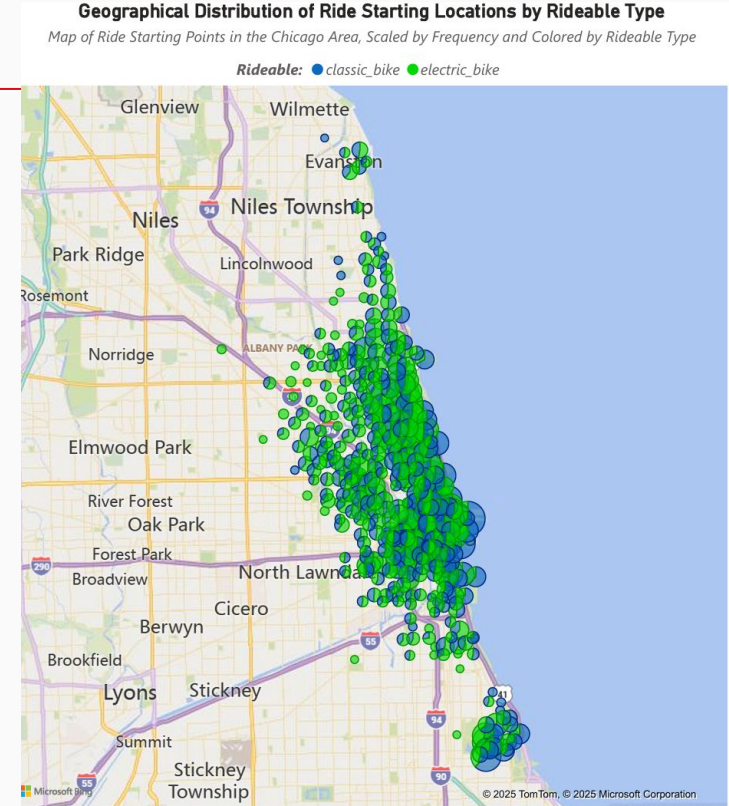 Geographical Distribution of Ride Starting Locations by Rideable Type
Map of Ride Starting Points in the Chicago Area, Scaled by Frequency and Colored by Rideable Type
Rideable: classic_bike electric_bike
Glenview
Wilmette
Evanston
94
Niles Township
Niles
Park Ridge
Lincolnwood
Rosemont
Norridge
ALBANY PARK
Elmwood Park
River Forest
Oak Park
Forest Park
290
Broadview
North Lawndale
Cicero
Berwyn
55
Brookfield
Lyons
Stickney
41
94
Summit
Stickney
Township
90
55
Microsoft Bing
© 2025 TomTom, © 2025 Microsoft Corporation